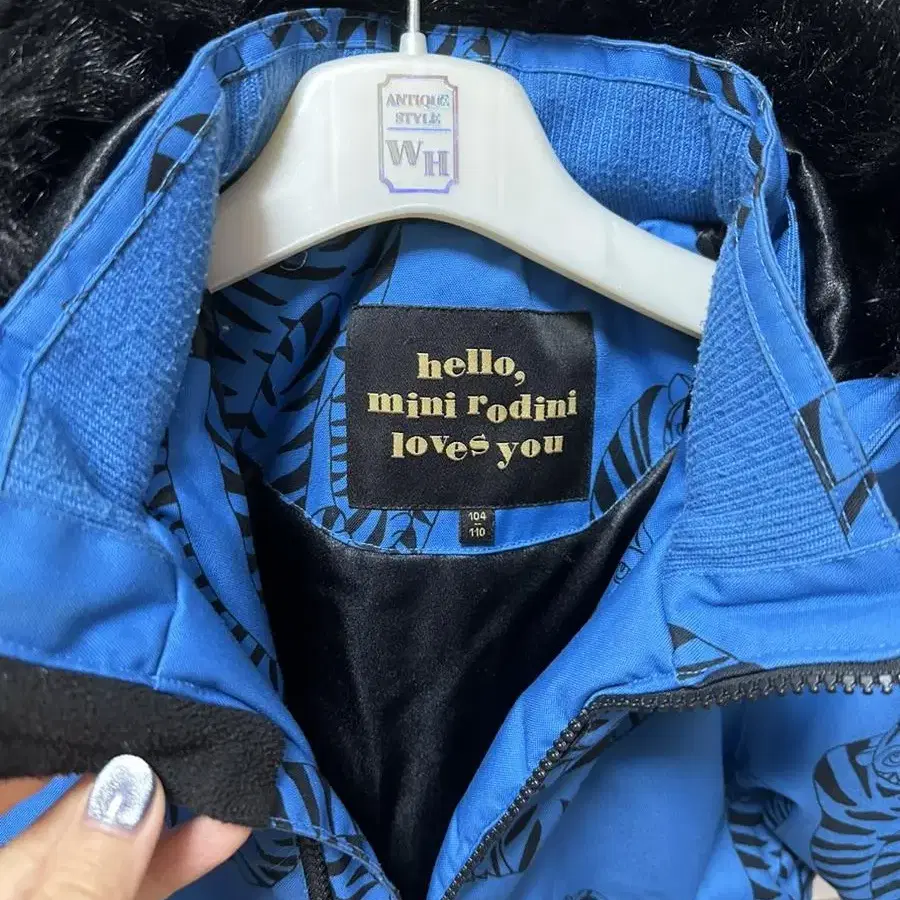 ANTIQUE
STYLE
WH
hello,
mini rodini
loves you
104
110